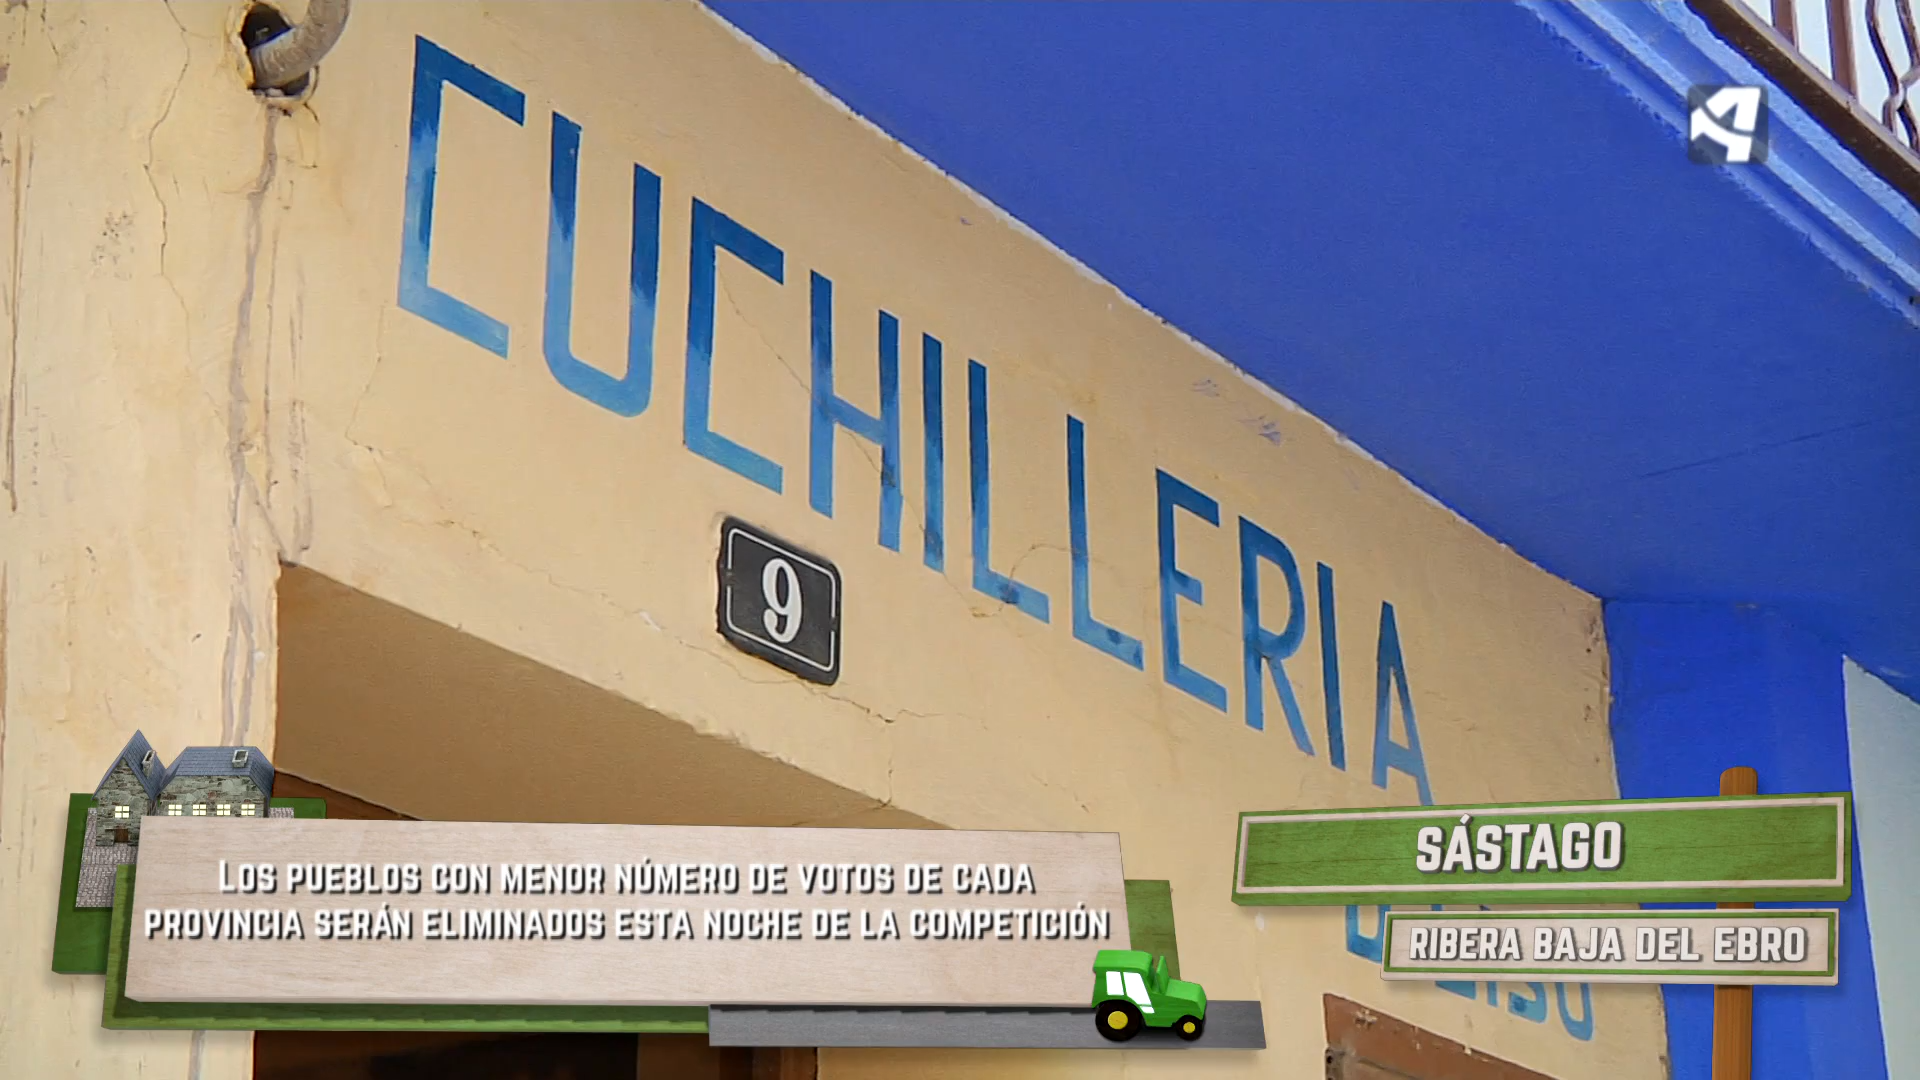 CUCHILLERIA
9
Los pueblos con menor número de votos de cada
provincia serán eliminados esta noche de la competición
SÁSTAGO
RIBERA BAJA DEL EBRO